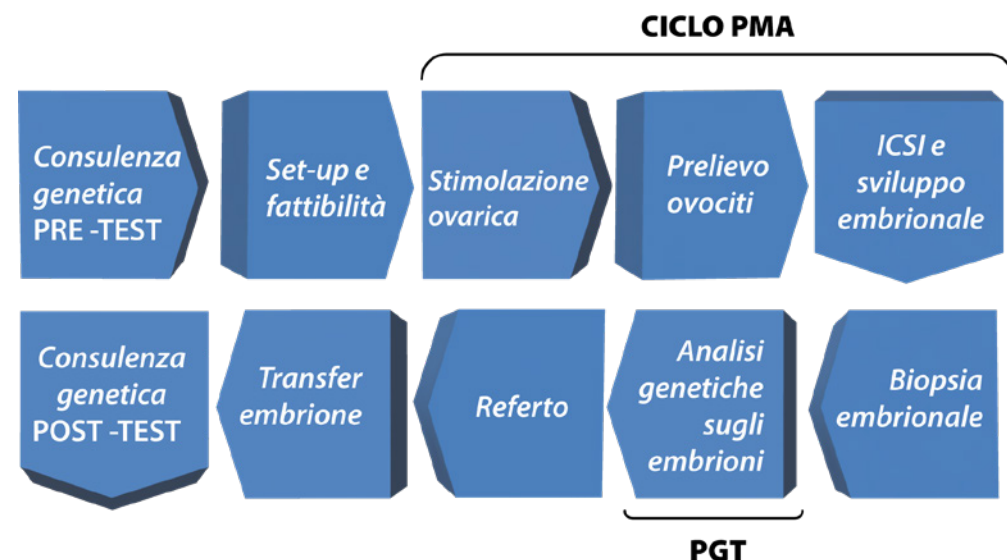 CICLO PMA
Consulenza
genetica
PRE -TEST
Set-up e
fattibilità
Stimolazione
ovarica
Prelievo
ovociti
ICSI e
sviluppo
embrionale
Biopsia
embrionale
Analisi
genetiche
sugli
embrioni
Referto
Transfer
embrione
Consulenza
genetica
POST -TEST
PGT